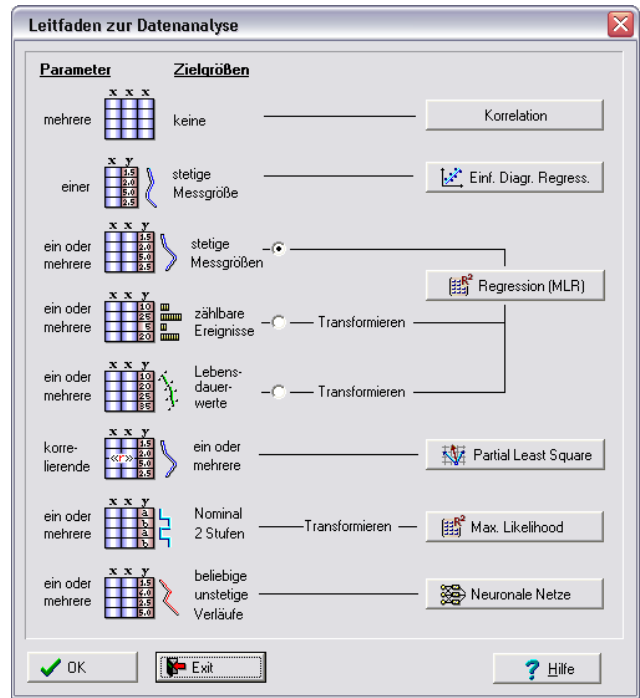 Leitfaden zur Datenanalyse
Parameter Zielgrößen
x x x
mehrere keine Korrelation
x y
1.5
2.0
5.0
2.5
einer stetige Messgröße Einf. Diagr. Regress.
x x y
1.5
2.0
5.0
2.5
ein oder mehrere stetige Messgrößen
R² Regression (MLR)
x x y
10
25
5
20
ein oder mehrere zählbare Ereignisse Transformieren
x x y
10
20
25
35
ein oder mehrere Lebens-dauer-werte Transformieren
x x y
1.5
2.0
5.0
2.5
«r»
korre-lierende ein oder mehrere Partial Least Square
x x y
a
b
a
b
ein oder mehrere Nominal 2 Stufen Transformieren R² Max. Likelihood
x x y
1.5
6.0
2.5
5.0
ein oder mehrere beliebige unstetige Verläufe Neuronale Netze
OK Exit ? Hilfe